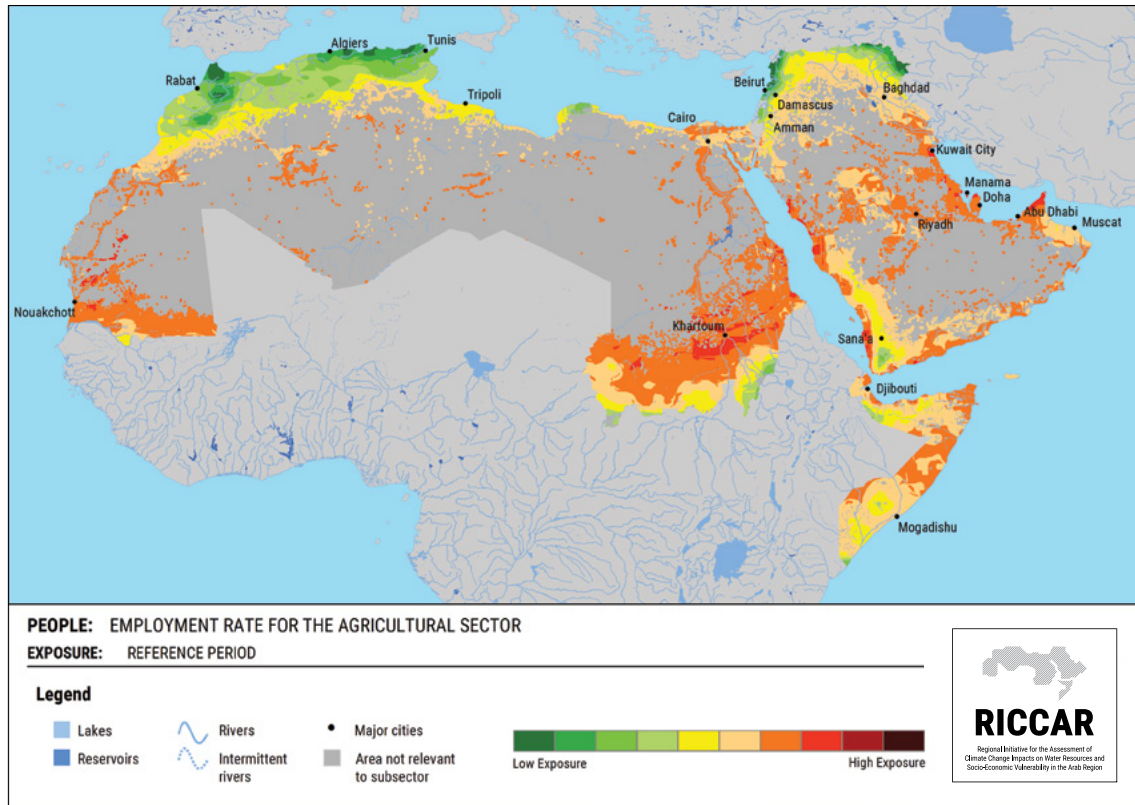 Algiers
Tunis
Rabat
Tripoli
Beirut
Damascus
Baghdad
Amman
Cairo
Kuwait City
Manama
Doha
Riyadh
Abu Dhabi
Muscat
Nouakchott
Khartoum
Sana'a
Djibouti
Mogadishu
PEOPLE: EMPLOYMENT RATE FOR THE AGRICULTURAL SECTOR
EXPOSURE: REFERENCE PERIOD
Legend
Lakes
Reservoirs
Rivers
Intermittent
rivers
Major cities
Area not relevant
to subsector
Low Exposure
High Exposure
RICCAR
Regional Initiative for the Assessment of
Climate Change Impacts on Water Resources and
Socio-Economic Vulnerability in the Arab Region